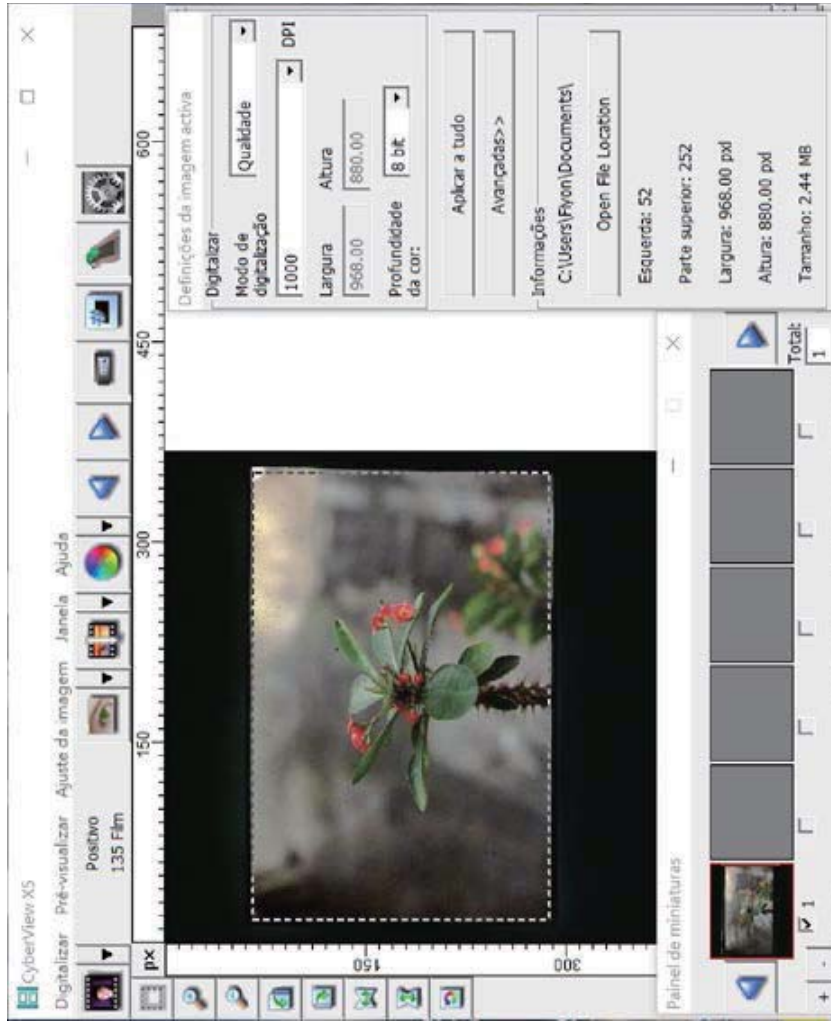 CyberView X5
Digitalizar Pré-visualizar Ajuste da imagem Janela Ajuda
Positivo
135 Film
px
150
300
450
600
150
300
Definições da imagem activa
Digitalizar
Modo de digitalização
Qualidade
1000
DPI
Largura
Altura
968.00
880.00
Profundidade da cor:
8 bit
Aplicar a tudo
Avançadas>>
Informações
C:\Users\Flyon\Documents\
Open File Location
Esquerda: 52
Parte superior: 252
Largura: 968.00 pxl
Altura: 880.00 pxl
Tamanho: 2.44 MB
Painel de miniaturas
1
Total:
1
+ -